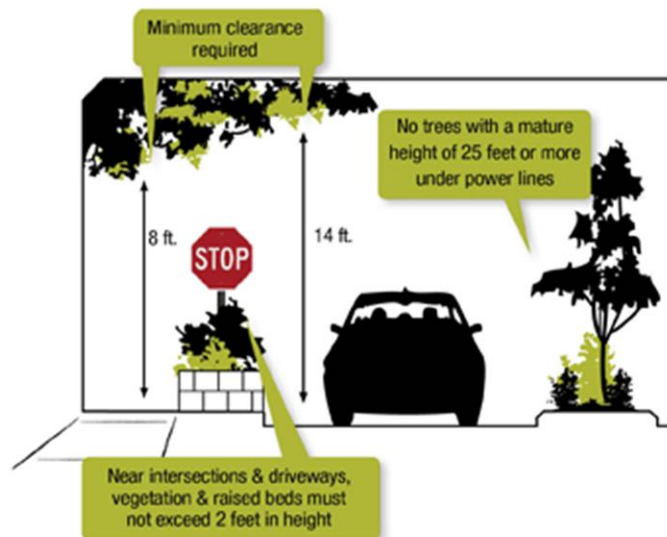 Minimum clearance
required
No trees with a mature
height of 25 feet or more
under power lines
8 ft.
STOP
14 ft.
Near intersections & driveways,
vegetation & raised beds must
not exceed 2 feet in height